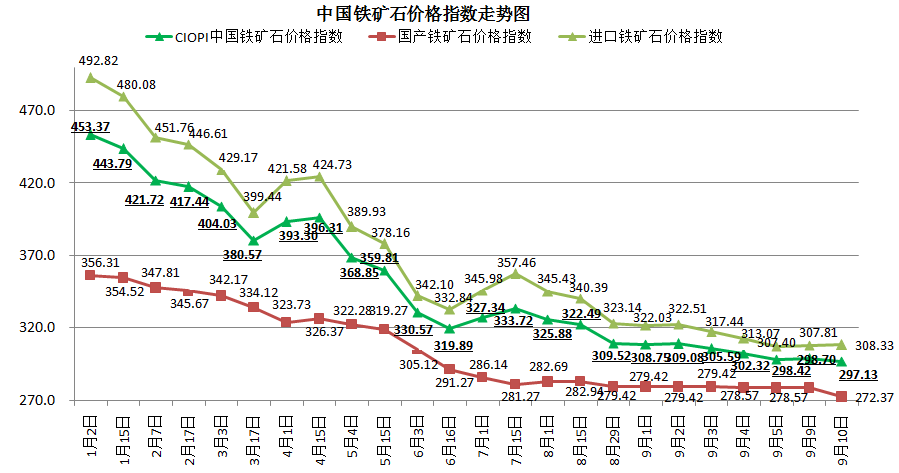 中国铁矿石价格指数走势图
CIOPI中国铁矿石价格指数 国产铁矿石价格指数 进口铁矿石价格指数
492.82 480.08 451.76 446.61 429.17 399.44 421.58 424.73 389.93 378.16 342.10 332.84 345.98 357.46 345.43 340.39 323.14 322.03 322.51 317.44 313.07 307.40 307.81 308.33
453.37 443.79 421.72 417.44 404.03 380.57 393.30 396.31 368.85 359.81 330.57 319.89 327.34 333.72 325.88 322.49 309.52 308.75 309.08 305.59 302.32 298.42 298.70 297.13
356.31 354.52 347.81 345.67 342.17 334.12 323.73 326.37 322.28 319.27 305.12 291.27 286.14 281.27 282.69 282.94 279.42 279.42 279.42 279.42 278.57 278.57 272.37
470.0
420.0
370.0
320.0
270.0
1月2日 1月15日 2月7日 2月17日 3月3日 3月17日 4月1日 4月15日 5月4日 5月15日 6月3日 6月16日 7月1日 7月15日 8月1日 8月15日 8月29日 9月1日 9月2日 9月3日 9月4日 9月5日 9月9日 9月10日